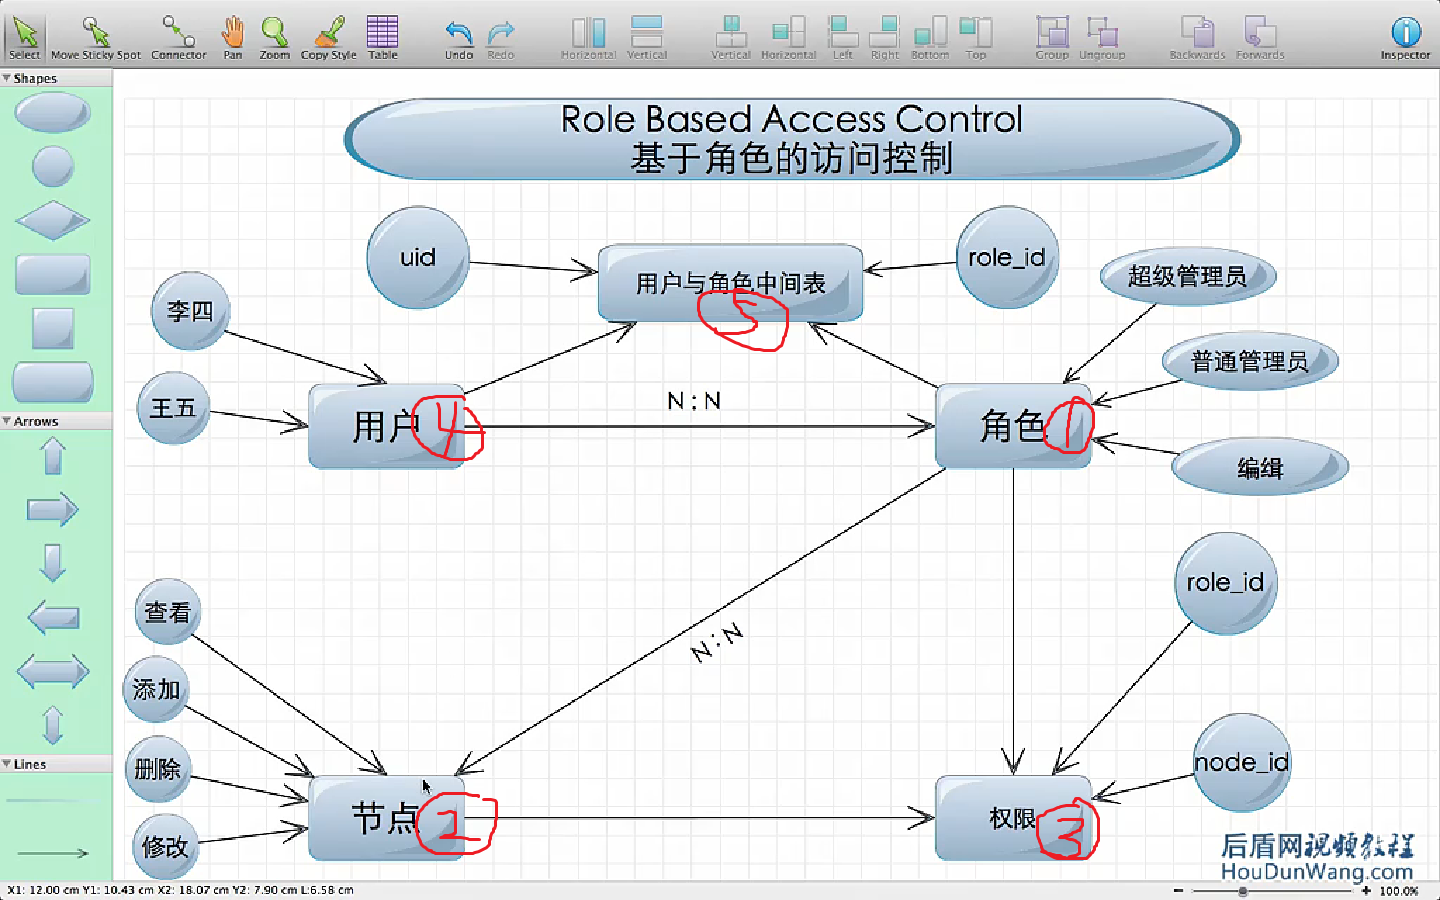 Select Move Sticky Spot Connector Pan Zoom Copy Style Table Undo Redo Horizontal Vertical Vertical Horizontal Left Right Bottom Top Group Ungroup Backwards Forwards Inspector
Shapes
Role Based Access Control
基于角色的访问控制
uid
role_id
用户与角色中间表
5
超级管理员
李四
普通管理员
王五
N : N
Arrows
用户
4
角色
1
编缉
role_id
查看
N : N
添加
node_id
Lines
删除
节点
2
权限
3
修改
后盾网视频教程
HouDunWang.com
X1: 12.00 cm Y1: 10.43 cm X2: 18.07 cm Y2: 7.90 cm L:6.58 cm
100.0%